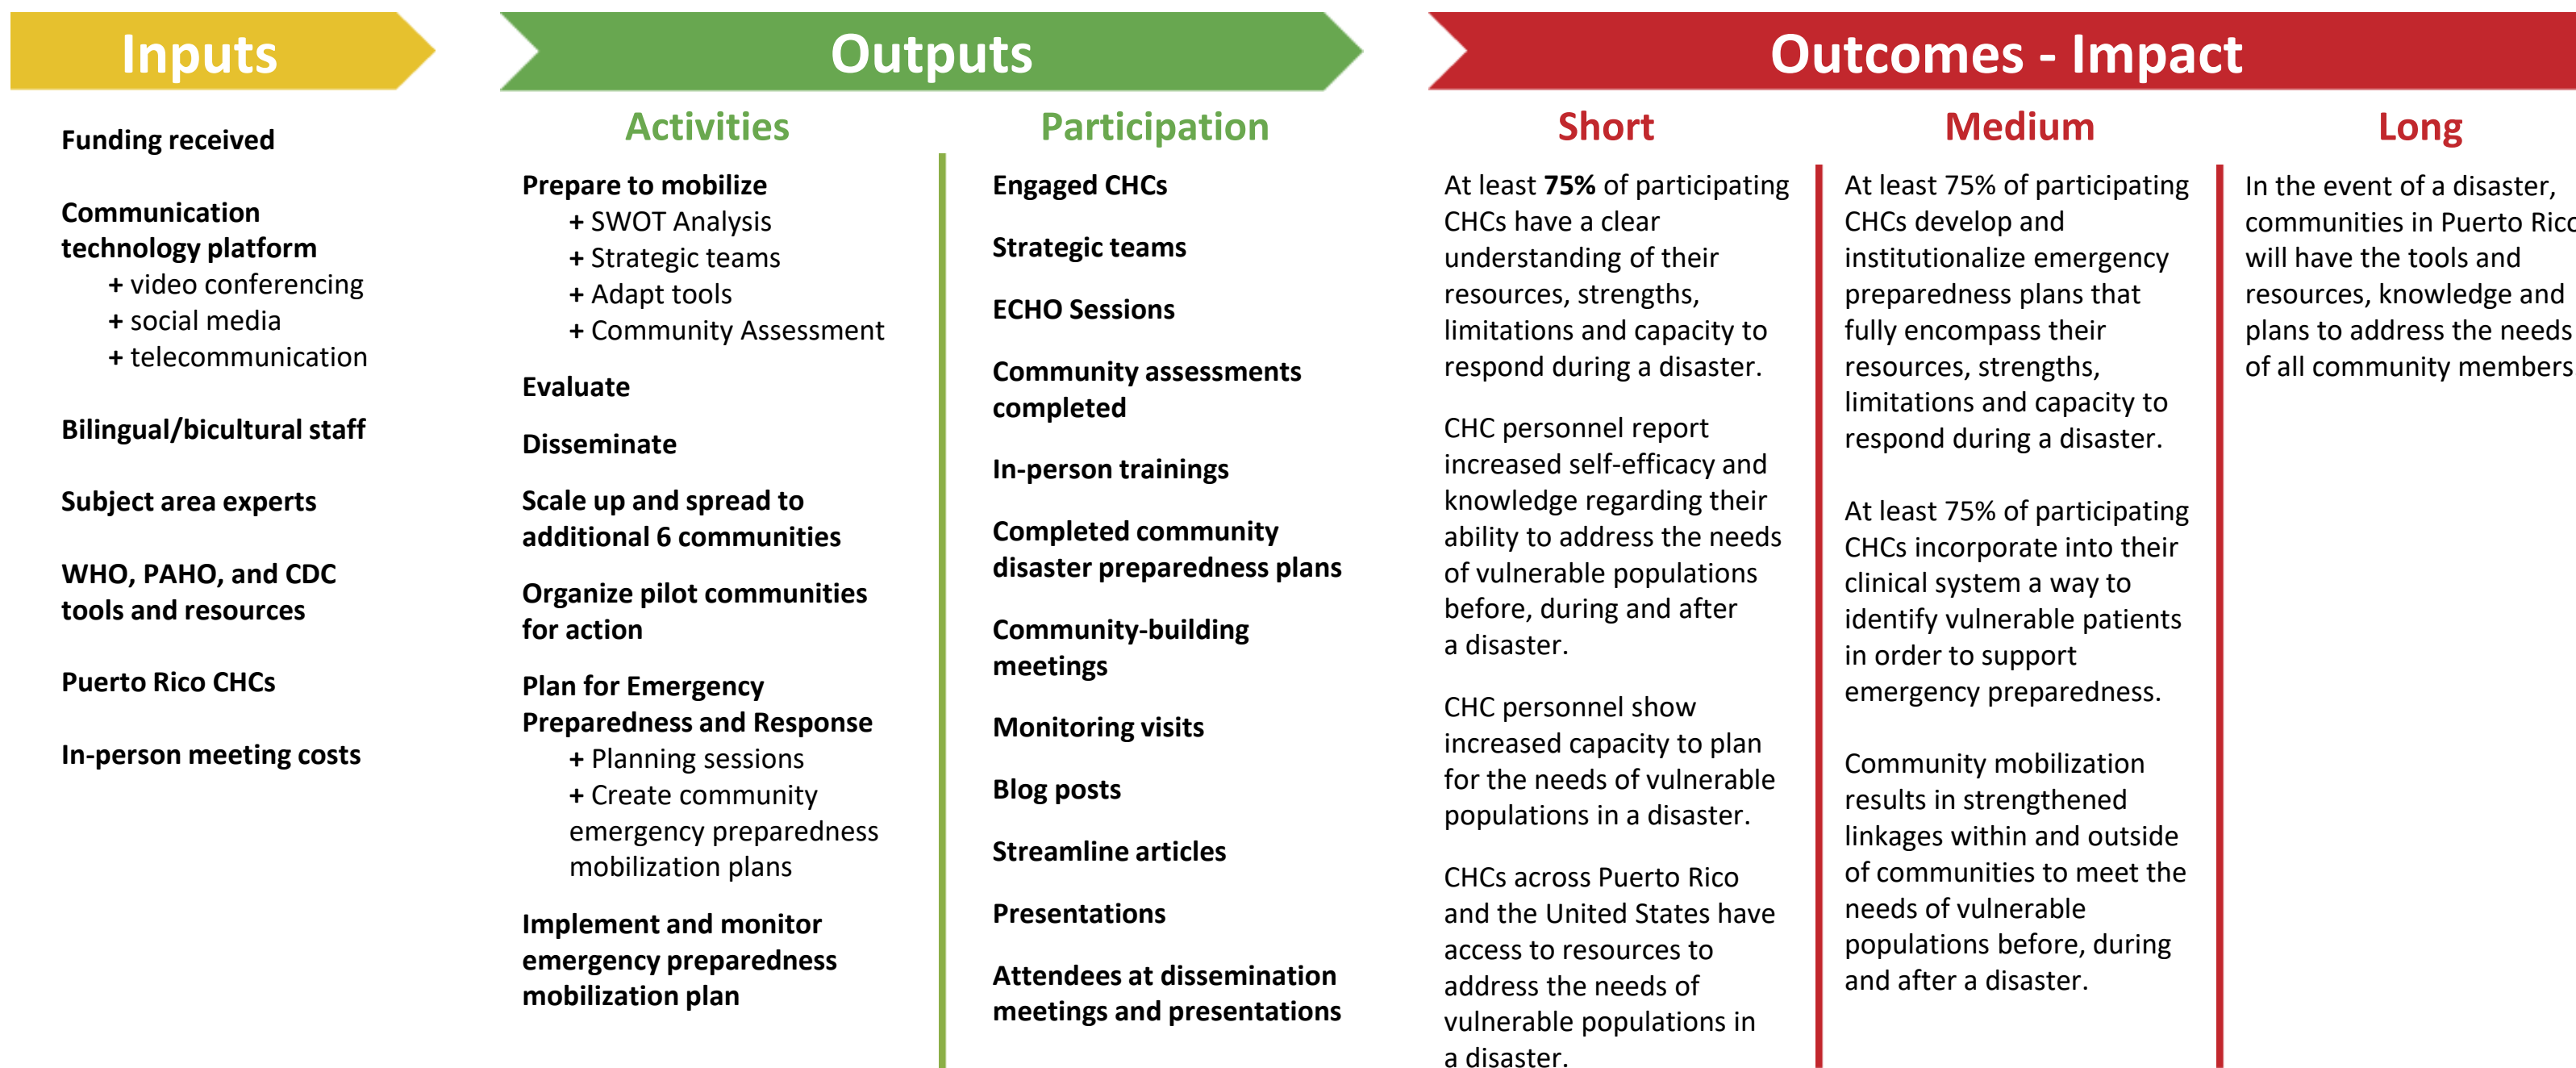 Inputs
Funding received
Communication
technology platform
+ video conferencing
+ social media
+ telecommunication
Bilingual/bicultural staff
Subject area experts
WHO, PAHO, and CDC
tools and resources
Puerto Rico CHCs
In-person meeting costs
Outputs
Activities
Prepare to mobilize
+ SWOT Analysis
+ Strategic teams
+ Adapt tools
+ Community Assessment
Evaluate
Disseminate
Scale up and spread to
additional 6 communities
Organize pilot communities
for action
Plan for Emergency
Preparedness and Response
+ Planning sessions
+ Create community
emergency preparedness
mobilization plans
Implement and monitor
emergency preparedness
mobilization plan
Participation
Engaged CHCs
Strategic teams
ECHO Sessions
Community assessments
completed
In-person trainings
Completed community
disaster preparedness plans
Community-building
meetings
Monitoring visits
Blog posts
Streamline articles
Presentations
Attendees at dissemination
meetings and presentations
Outcomes - Impact
Short
At least 75% of participating
CHCs have a clear
understanding of their
resources, strengths,
limitations and capacity to
respond during a disaster.
CHC personnel report
increased self-efficacy and
knowledge regarding their
ability to address the needs
of vulnerable populations
before, during and after
a disaster.
CHC personnel show
increased capacity to plan
for the needs of vulnerable
populations in a disaster.
CHCs across Puerto Rico
and the United States have
access to resources to
address the needs of
vulnerable populations in
a disaster.
Medium
At least 75% of participating
CHCs develop and
institutionalize emergency
preparedness plans that
fully encompass their
resources, strengths,
limitations and capacity to
respond during a disaster.
At least 75% of participating
CHCs incorporate into their
clinical system a way to
identify vulnerable patients
in order to support
emergency preparedness.
Community mobilization
results in strengthened
linkages within and outside
of communities to meet the
needs of vulnerable
populations before, during
and after a disaster.
Long
In the event of a disaster,
communities in Puerto Rico
will have the tools and
resources, knowledge and
plans to address the needs
of all community members